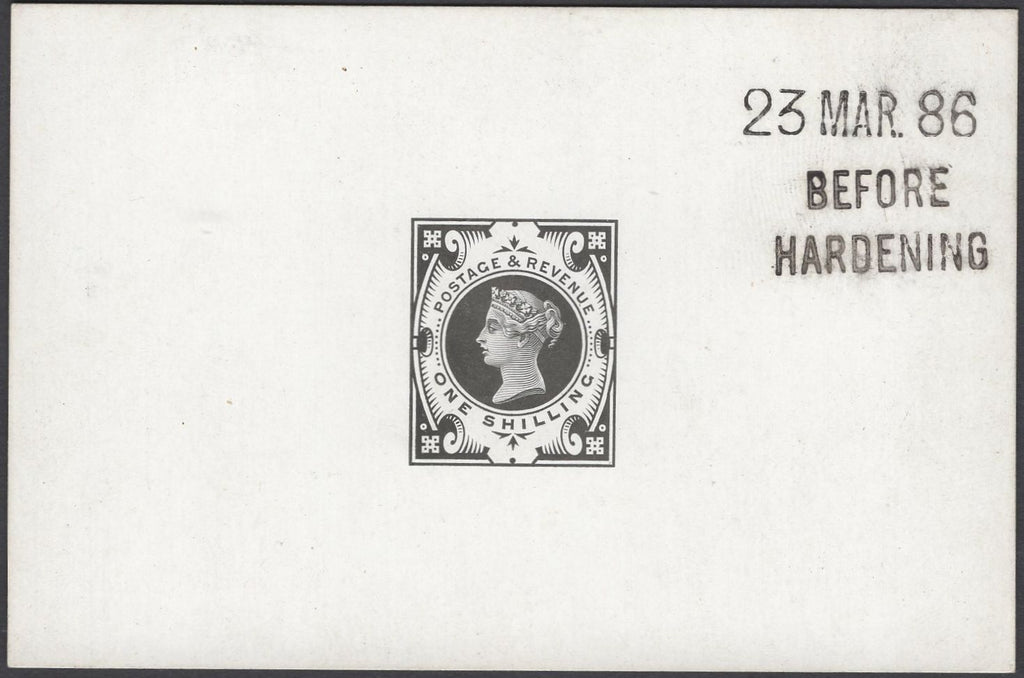 23 MAR. 86
BEFORE
HARDENING
POSTAGE & REVENUE
ONE SHILLING